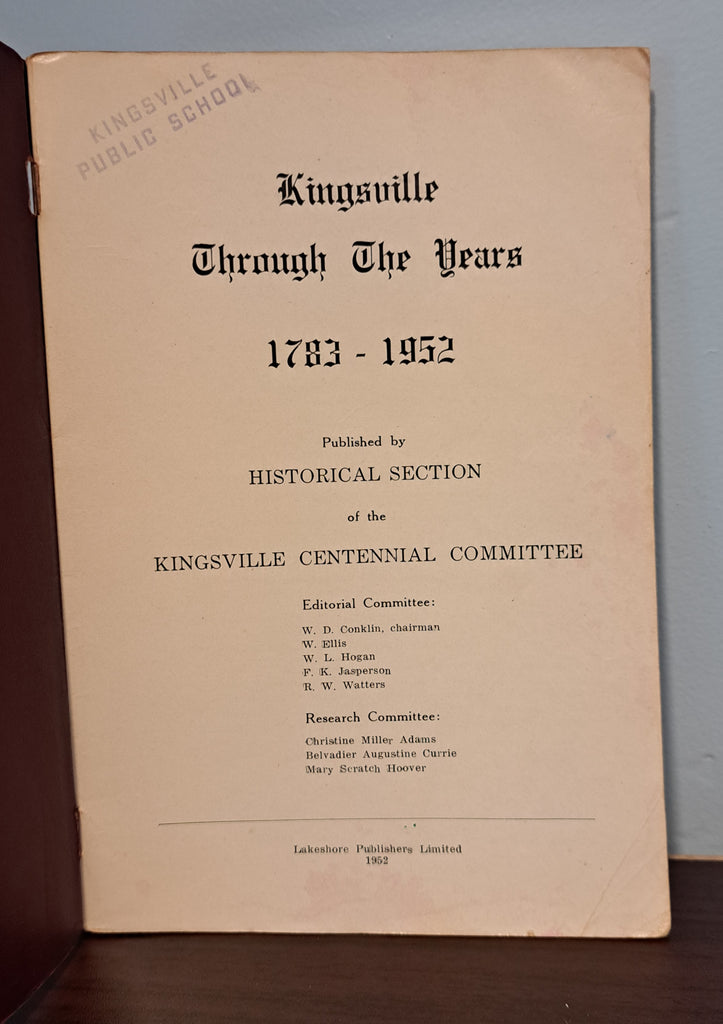 KINGSVILLE
PUBLIC SCHOOL
Kingsville
Through The Years
1783 - 1952
Published by
HISTORICAL SECTION
of the
KINGSVILLE CENTENNIAL COMMITTEE
Editorial Committee:
W. D. Conklin, chairman
W. Ellis
W. L. Hogan
F. K. Jasperson
R. W. Watters
Research Committee:
Christine Miller Adams
Belvadier Augustine Currie
Mary Scratch Hoover
Lakeshore Publishers Limited
1952